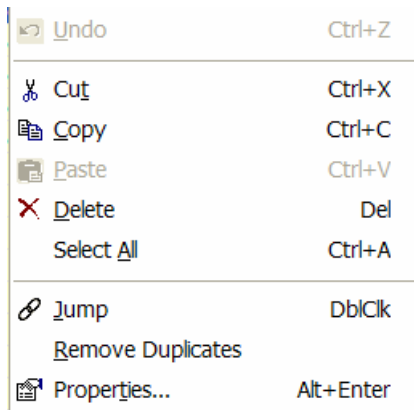 Undo Ctrl+Z
Cut Ctrl+X
Copy Ctrl+C
Paste Ctrl+V
Delete Del
Select All Ctrl+A
Jump DblClk
Remove Duplicates
Properties... Alt+Enter